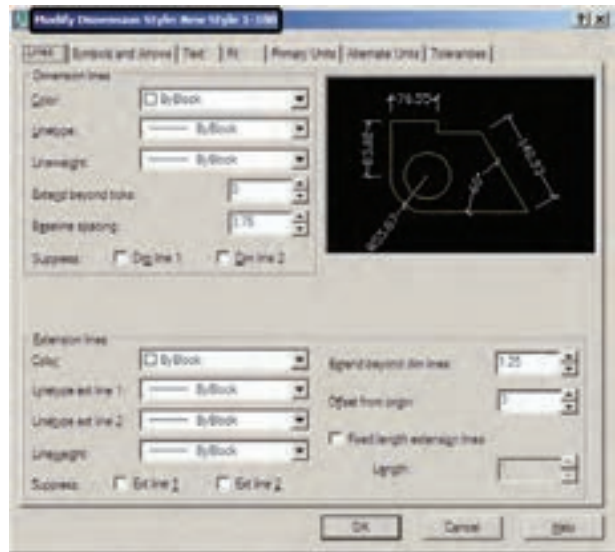 Modify Dimension Style: New Style 1-100
Lines Symbols and Arrows Text Fit Primary Units Alternate Units Tolerances
Dimension lines
Color: ByBlock
Linetype: ByBlock
Lineweight: ByBlock
Extend beyond ticks: 0
Baseline spacing: 3.75
Suppress: Dim line 1 Dim line 2
Extension lines
Color: ByBlock
Linetype ext line 1: ByBlock
Linetype ext line 2: ByBlock
Lineweight: ByBlock
Suppress: Ext line 1 Ext line 2
Extend beyond dim lines: 1.25
Offset from origin:
Fixed length extension lines
Length:
OK Cancel Help